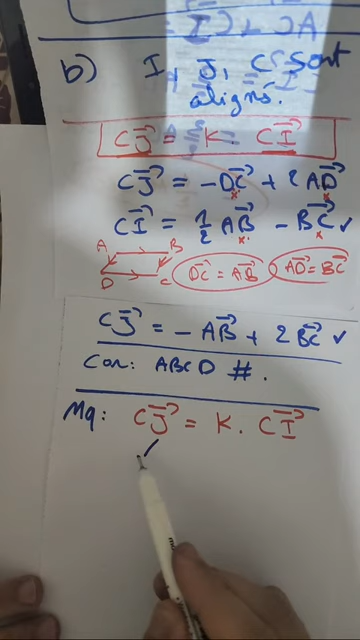 b) I, J, C sont
alignés.
CJ⃗ = K. CI⃗
CJ⃗ = -DC⃗ + 2AD⃗
CI⃗ = 1/2 AB⃗ - BC⃗ ✓
A B
D C
DC⃗ = AB⃗ AD⃗ = BC⃗
CJ⃗ = -AB⃗ + 2BC⃗ ✓
Car: ABCD #.
Mq: CJ⃗ = K. CI⃗